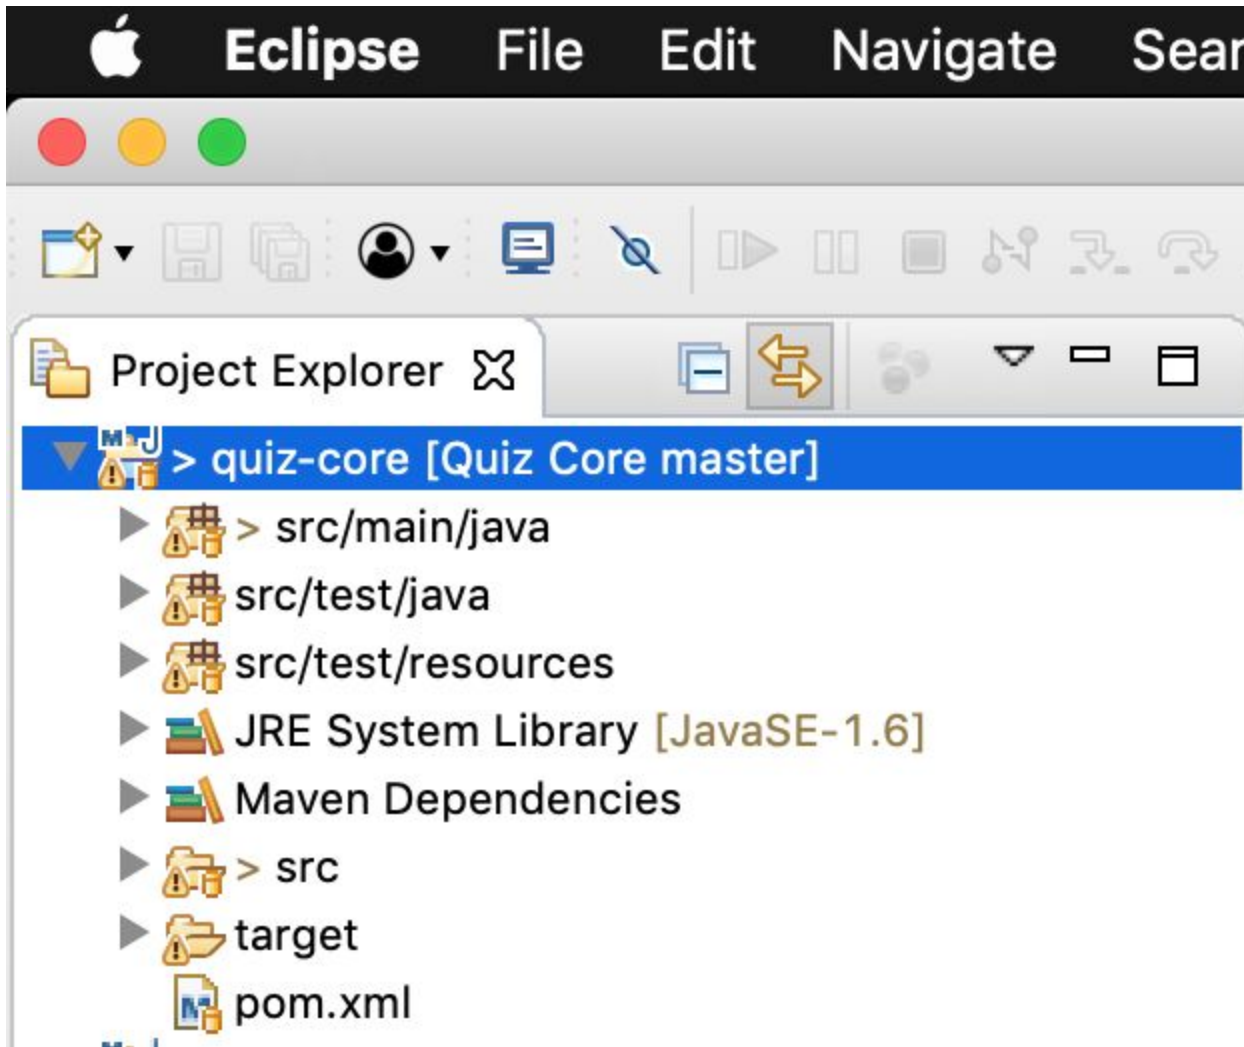 Eclipse File Edit Navigate Sear
Project Explorer
> quiz-core [Quiz Core master]
> src/main/java
src/test/java
src/test/resources
JRE System Library [JavaSE-1.6]
Maven Dependencies
> src
target
pom.xml